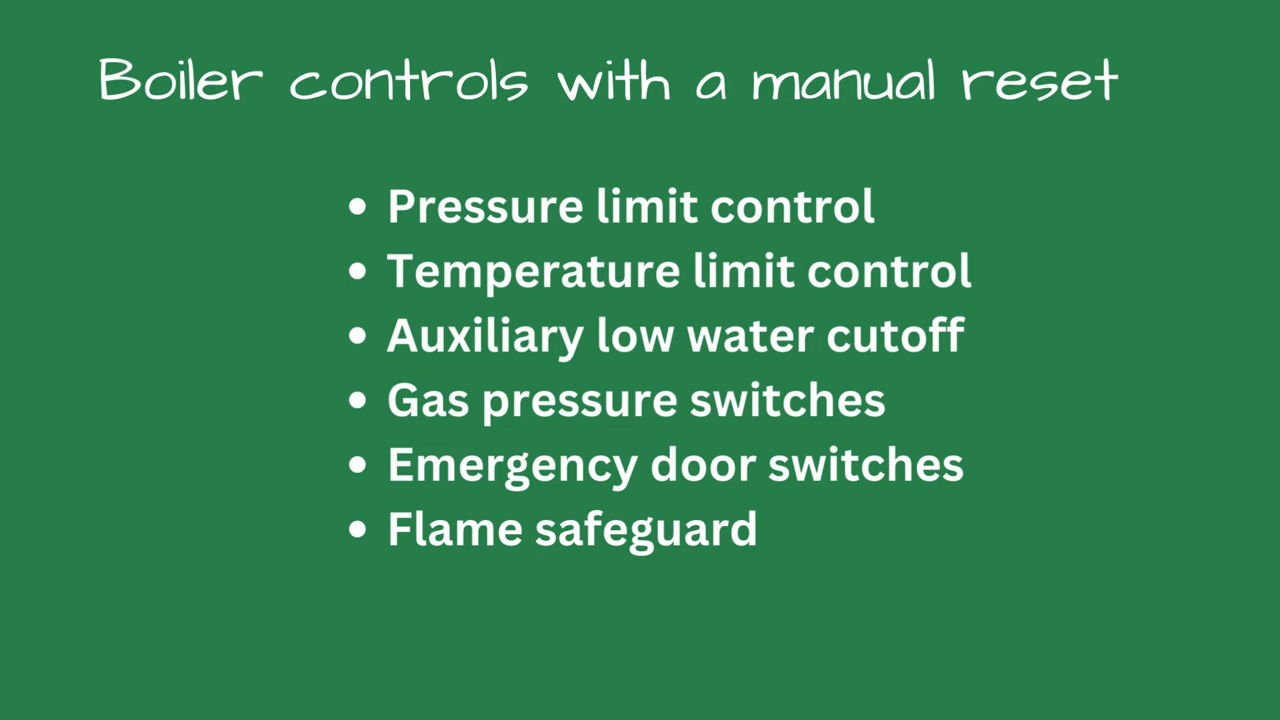 Boiler controls with a manual reset
• Pressure limit control
• Temperature limit control
• Auxiliary low water cutoff
• Gas pressure switches
• Emergency door switches
• Flame safeguard